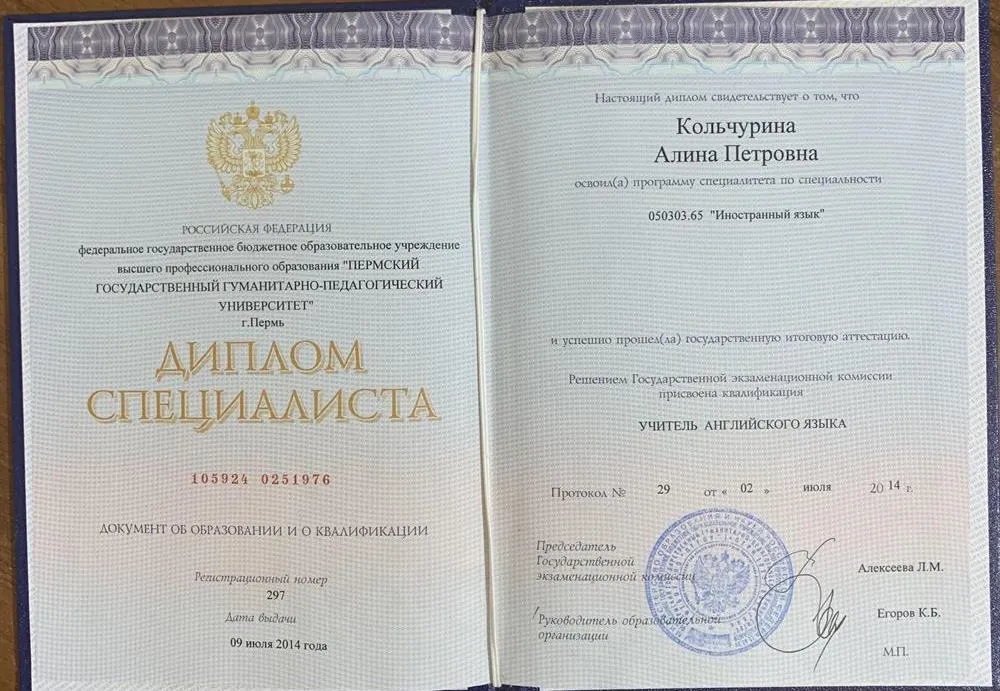 РОССИЙСКАЯ ФЕДЕРАЦИЯ
федеральное государственное бюджетное образовательное учреждение
высшего профессионального образования "ПЕРМСКИЙ
ГОСУДАРСТВЕННЫЙ ГУМАНИТАРНО-ПЕДАГОГИЧЕСКИЙ
УНИВЕРСИТЕТ"
г.Пермь
ДИПЛОМ
СПЕЦИАЛИСТА
105924 0251976
ДОКУМЕНТ ОБ ОБРАЗОВАНИИ И О КВАЛИФИКАЦИИ
Регистрационный номер
297
Дата выдачи
09 июля 2014 года
Настоящий диплом свидетельствует о том, что
Кольчурина
Алина Петровна
освоил(а) программу специалитета по специальности
050303.65 "Иностранный язык"
и успешно прошел(ла) государственную итоговую аттестацию.
Решением Государственной экзаменационной комиссии
присвоена квалификация
УЧИТЕЛЬ АНГЛИЙСКОГО ЯЗЫКА
Протокол № 29 от « 02 » июля 20 14 г.
Председатель
Государственной
экзаменационной комиссии
Алексеева Л.М.
Руководитель образовательной
организации
Егоров К.Б.
М.П.